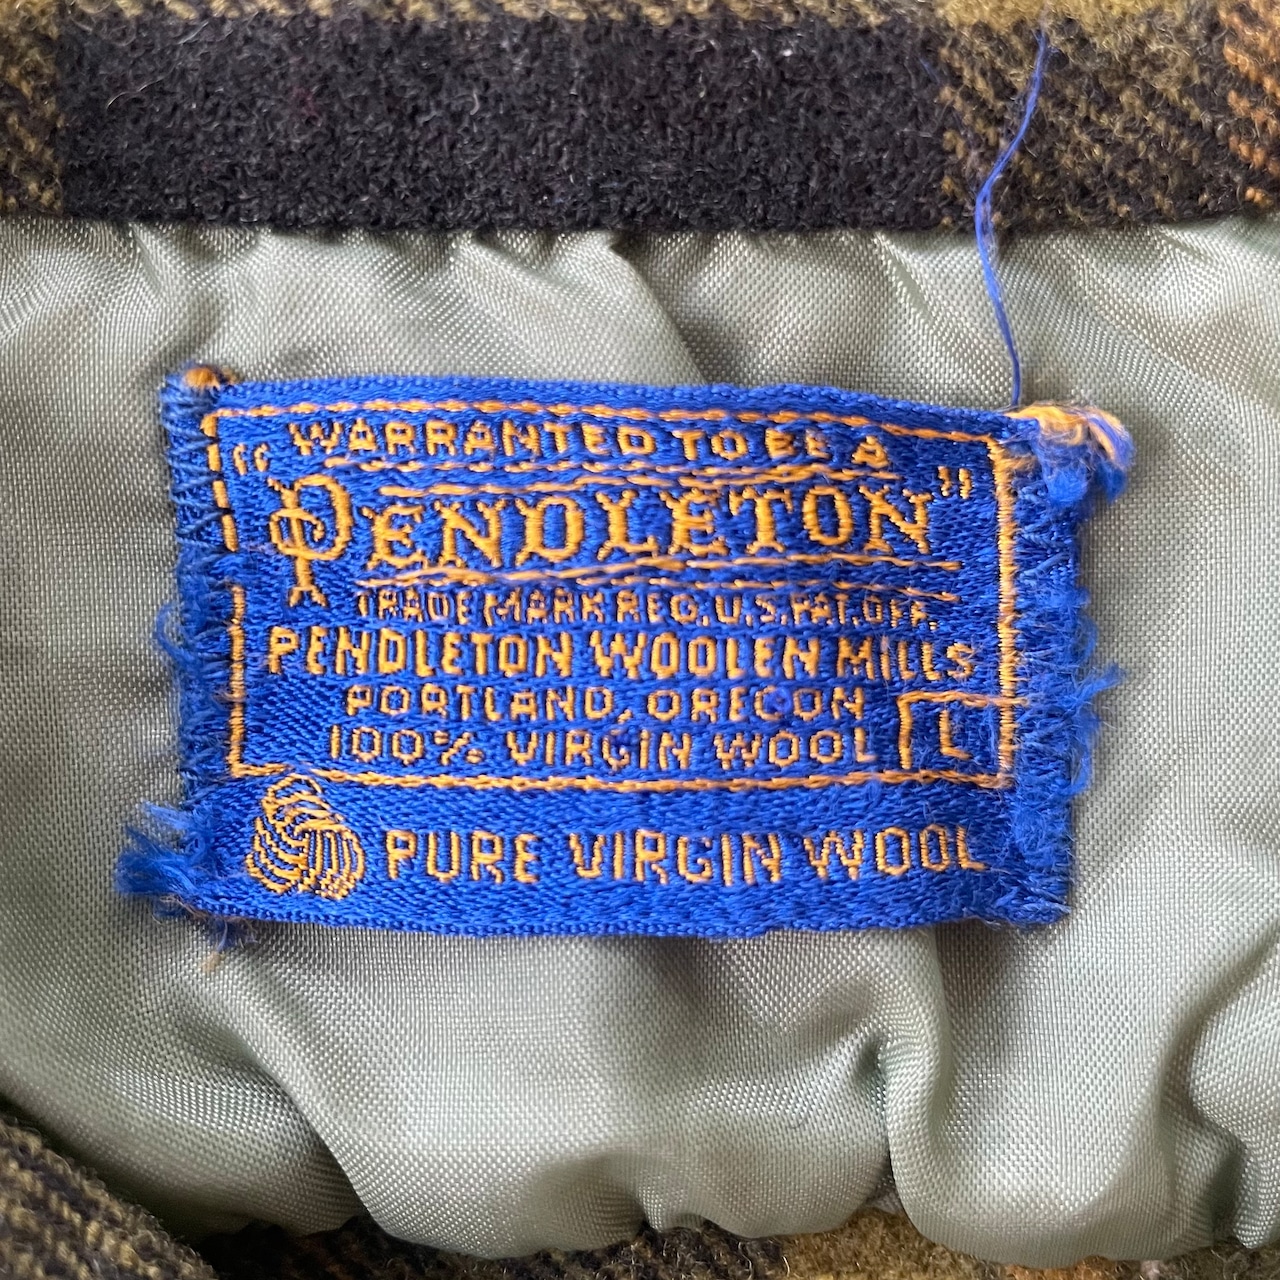 "WARRANTED TO BE A
PENDLETON"
TRADE MARK REG. U.S. PAT. OFF.
PENDLETON WOOLEN MILLS
PORTLAND, OREGON
100% VIRGIN WOOL L
PURE VIRGIN WOOL